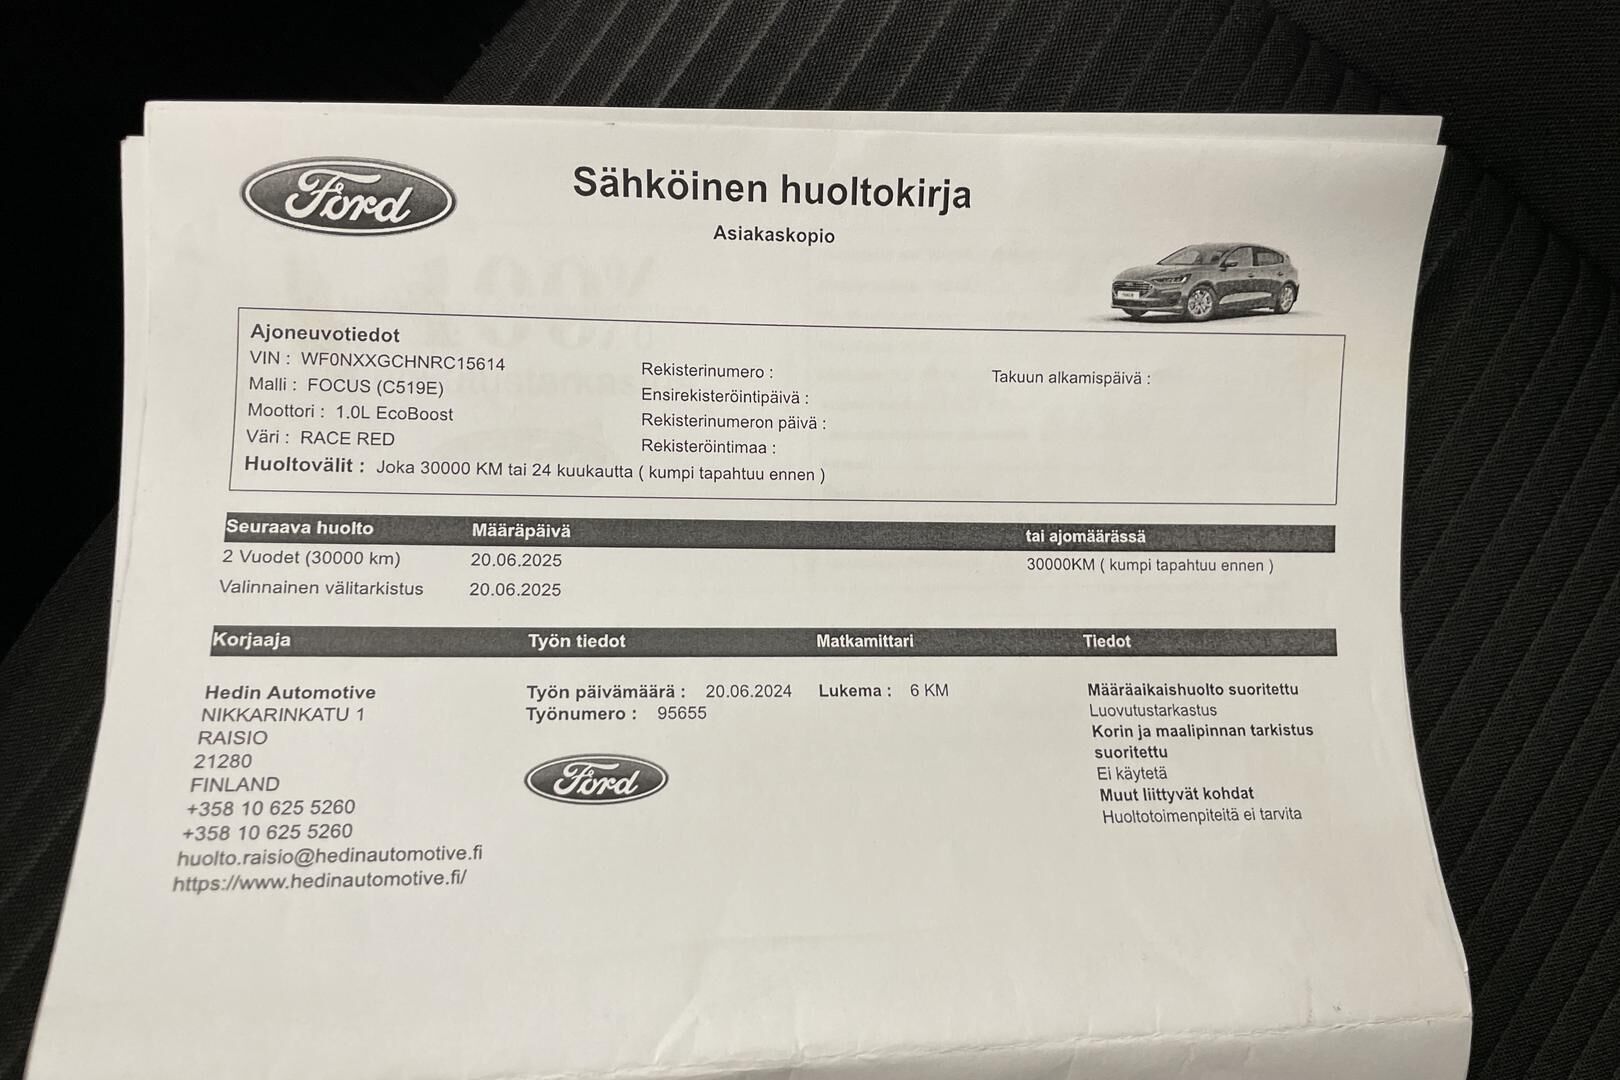 Ford
Sähköinen huoltokirja
Asiakaskopio
Ajoneuvotiedot
VIN : WF0NXXGCHNRC15614
Malli : FOCUS (C519E)
Moottori : 1.0L EcoBoost
Väri : RACE RED
Rekisterinumero :
Ensirekisteröintipäivä :
Rekisterinumeron päivä :
Rekisteröintimaa :
Takuun alkamispäivä :
Huoltovälit : Joka 30000 KM tai 24 kuukautta ( kumpi tapahtuu ennen )
Seuraava huolto Määräpäivä tai ajomäärässä
2 Vuodet (30000 km) 20.06.2025 30000KM ( kumpi tapahtuu ennen )
Valinnainen välitarkistus 20.06.2025
Korjaaja Työn tiedot Matkamittari Tiedot
Hedin Automotive
NIKKARINKATU 1
RAISIO
21280
FINLAND
+358 10 625 5260
+358 10 625 5260
huolto.raisio@hedinautomotive.fi
https://www.hedinautomotive.fi/
Työn päivämäärä : 20.06.2024
Työnumero : 95655
Ford
Lukema : 6 KM
Määräaikaishuolto suoritettu
Luovutustarkastus
Korin ja maalipinnan tarkistus
suoritettu
Ei käytetä
Muut liittyvät kohdat
Huoltotoimenpiteitä ei tarvita